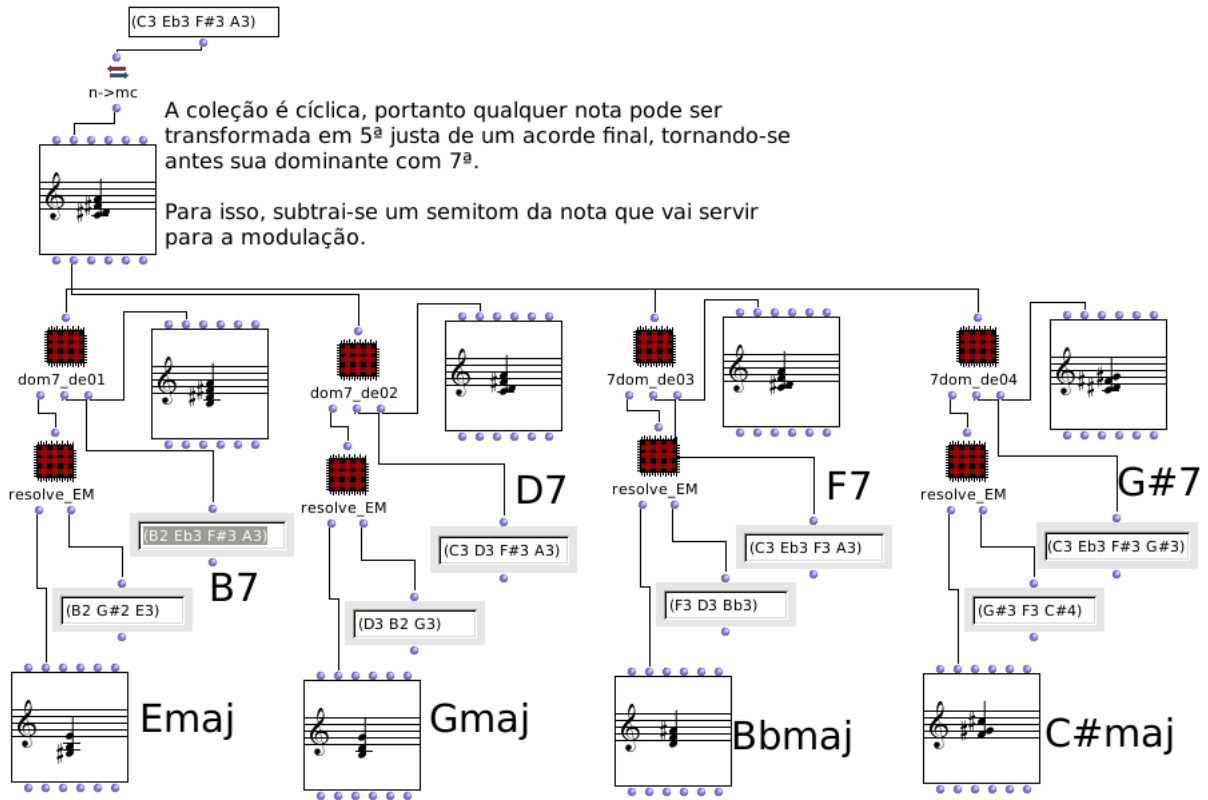 (C3 Eb3 F#3 A3)
n->mc
A coleção é cíclica, portanto qualquer nota pode ser
transformada em 5ª justa de um acorde final, tornando-se
antes sua dominante com 7ª.
Para isso, subtrai-se um semitom da nota que vai servir
para a modulação.
dom7_de01
dom7_de02
7dom_de03
7dom_de04
resolve_EM
resolve_EM
resolve_EM
resolve_EM
D7
F7
G#7
(B2 Eb3 F#3 A3)
(C3 D3 F#3 A3)
(C3 Eb3 F3 A3)
(C3 Eb3 F#3 G#3)
B7
(B2 G#2 E3)
(D3 B2 G3)
(F3 D3 Bb3)
(G#3 F3 C#4)
Emaj
Gmaj
Bbmaj
C#maj